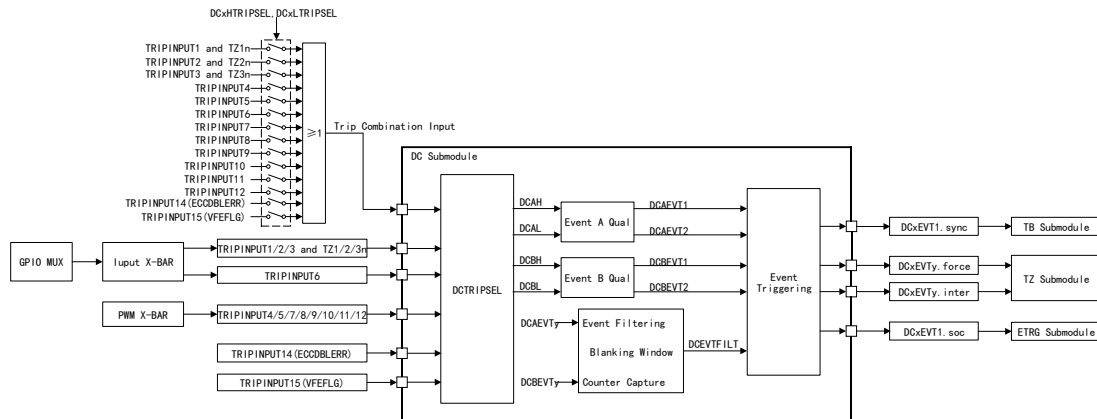 DCxHTRIPSEL,DCxLTRIPSEL
TRIPINPUT1 and TZ1n
TRIPINPUT2 and TZ2n
TRIPINPUT3 and TZ3n
TRIPINPUT4
TRIPINPUT5
TRIPINPUT6
TRIPINPUT7
TRIPINPUT8
TRIPINPUT9
TRIPINPUT10
TRIPINPUT11
TRIPINPUT12
TRIPINPUT14(ECCDBLERR)
TRIPINPUT15(VFEFLG)
≥1
Trip Combination Input
DC Submodule
GPIO MUX
Iuput X-BAR
TRIPINPUT1/2/3 and TZ1/2/3n
TRIPINPUT6
PWM X-BAR
TRIPINPUT4/5/7/8/9/10/11/12
TRIPINPUT14(ECCDBLERR)
TRIPINPUT15(VFEFLG)
DCTRIPSEL
DCAH
DCAL
Event A Qual
DCAEVT1
DCAEVT2
DCBH
DCBL
Event B Qual
DCBEVT1
DCBEVT2
DCAEVTy
DCBEVTy
Event Filtering
Blanking Window
Counter Capture
DCEVTFILT
Event
Triggering
DCxEVT1.sync
TB Submodule
DCxEVTy.force
DCxEVTy.inter
TZ Submodule
DCxEVT1.soc
ETRG Submodule